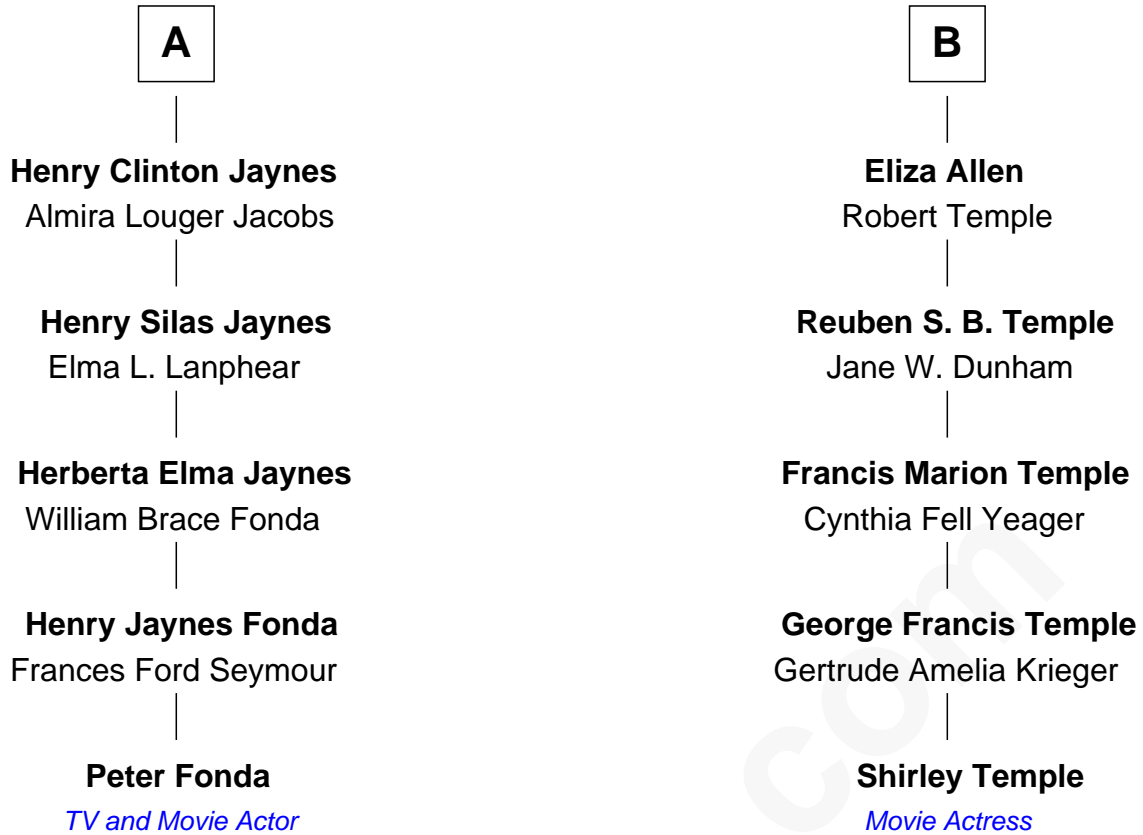 A
Henry Clinton Jaynes
Almira Louger Jacobs
Henry Silas Jaynes
Elma L. Lanphear
Herberta Elma Jaynes
William Brace Fonda
Henry Jaynes Fonda
Frances Ford Seymour
Peter Fonda
TV and Movie Actor
B
Eliza Allen
Robert Temple
Reuben S. B. Temple
Jane W. Dunham
Francis Marion Temple
Cynthia Fell Yeager
George Francis Temple
Gertrude Amelia Krieger
Shirley Temple
Movie Actress
com